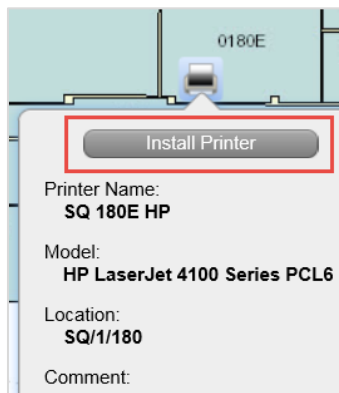 0180E
Install Printer
Printer Name:
SQ 180E HP
Model:
HP LaserJet 4100 Series PCL6
Location:
SQ/1/180
Comment: